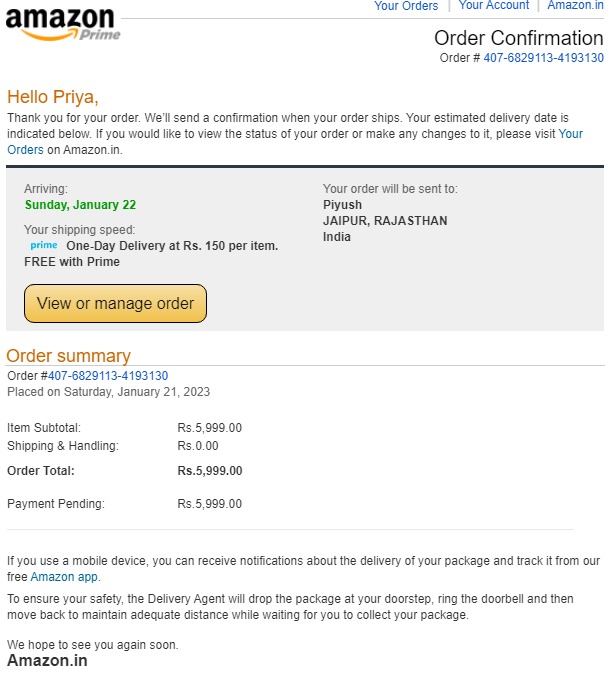 Your Orders | Your Account | Amazon.in
amazon
Prime
Order Confirmation
Order # 407-6829113-4193130
Hello Priya,
Thank you for your order. We'll send a confirmation when your order ships. Your estimated delivery date is
indicated below. If you would like to view the status of your order or make any changes to it, please visit Your
Orders on Amazon.in.
Arriving:
Sunday, January 22
Your shipping speed:
prime One-Day Delivery at Rs. 150 per item.
FREE with Prime
Your order will be sent to:
Piyush
JAIPUR, RAJASTHAN
India
View or manage order
Order summary
Order #407-6829113-4193130
Placed on Saturday, January 21, 2023
Item Subtotal: Rs.5,999.00
Shipping & Handling: Rs.0.00
Order Total: Rs.5,999.00
Payment Pending: Rs.5,999.00
If you use a mobile device, you can receive notifications about the delivery of your package and track it from our
free Amazon app.
To ensure your safety, the Delivery Agent will drop the package at your doorstep, ring the doorbell and then
move back to maintain adequate distance while waiting for you to collect your package.
We hope to see you again soon.
Amazon.in